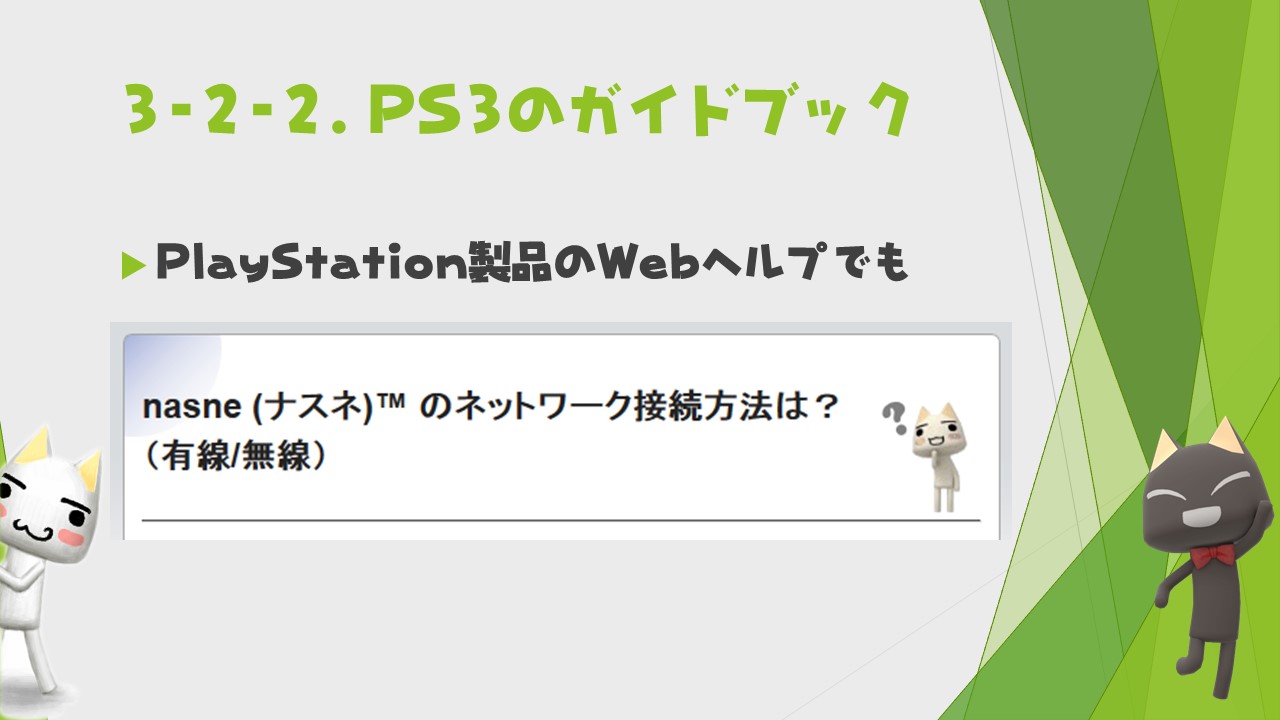 3-2-2. PS3のガイドブック
PlayStation製品のWebヘルプでも
nasne (ナスネ)™ のネットワーク接続方法は？
（有線/無線）
?